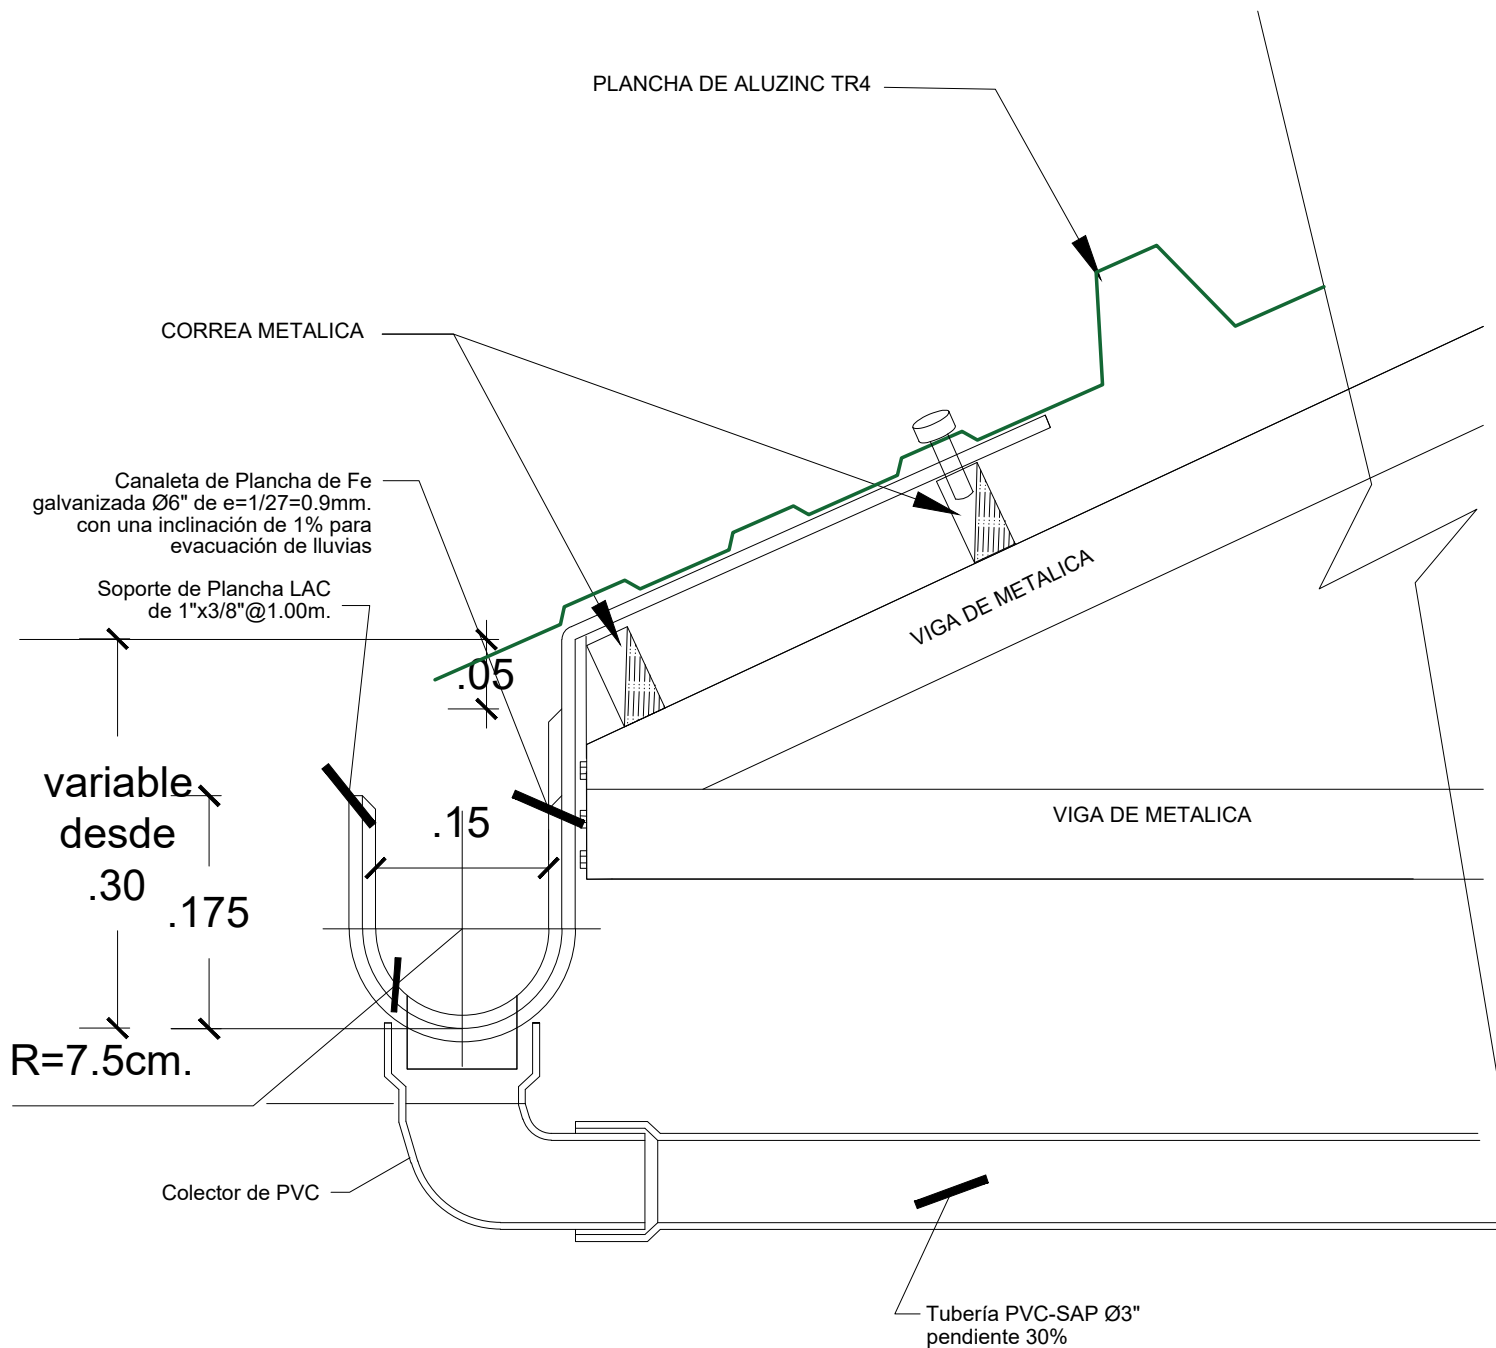 PLANCHA DE ALUZINC TR4
CORREA METALICA
Canaleta de Plancha de Fe
galvanizada Ø6" de e=1/27=0.9mm.
con una inclinación de 1% para
evacuación de lluvias
Soporte de Plancha LAC
de 1"x3/8"@1.00m.
VIGA DE METALICA
.05
variable
desde
.30
.175
.15
VIGA DE METALICA
R=7.5cm.
Colector de PVC
Tubería PVC-SAP Ø3"
pendiente 30%